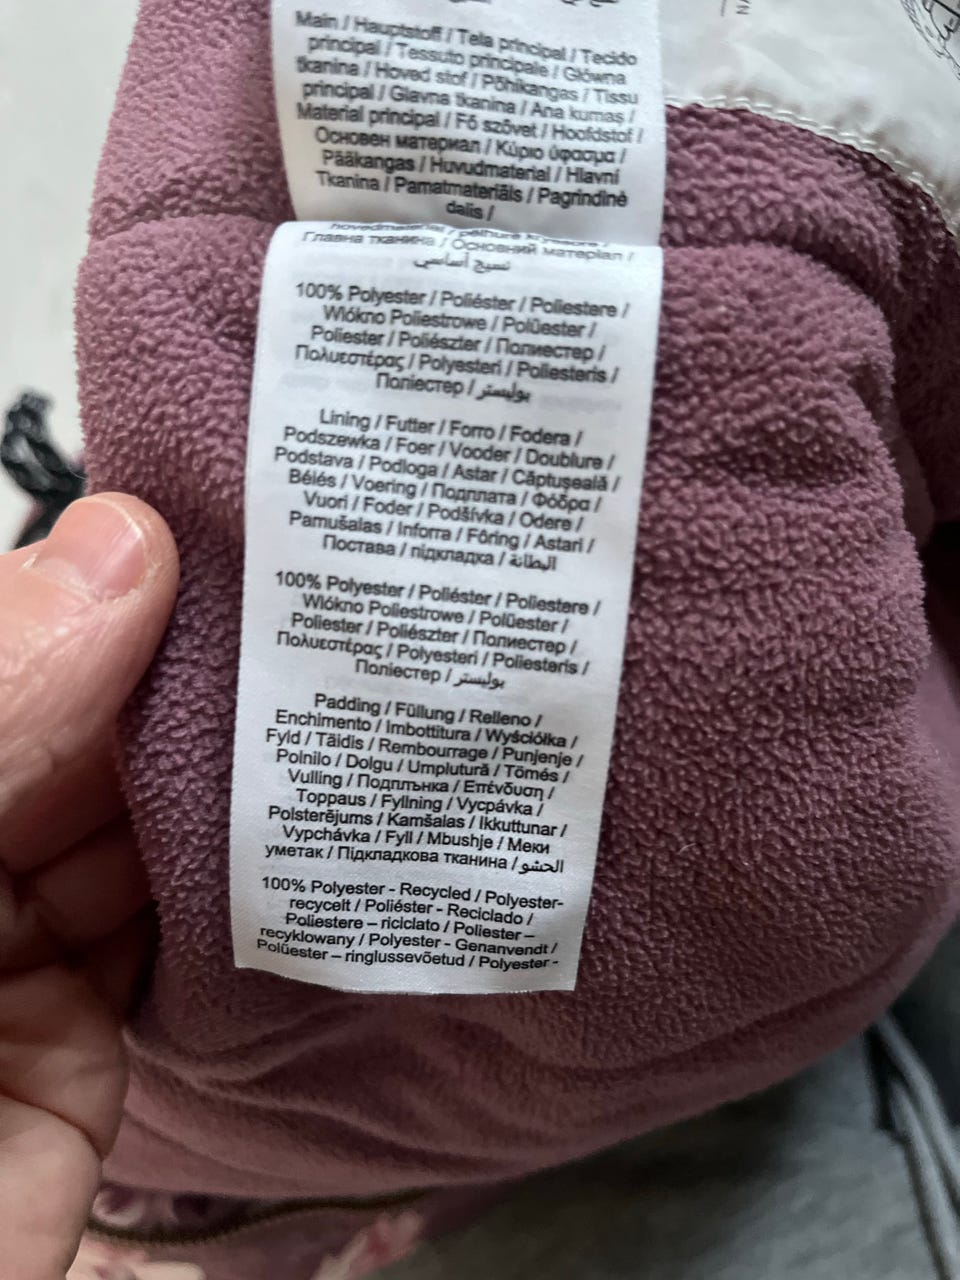 Main / Hauptstoff / Tela principal / Tecido
principal / Tessuto principale / Główna
tkanina / Hoved stof / Põhikangas / Tissu
principal / Glavna tkanina / Ana kumaş /
Material principal / Fő szövet / Hoofdstof /
Основен материал / Κύριο ύφασμα /
Pääkangas / Huvudmaterial / Hlavní
Tkanina / Pamatmateriāls / Pagrindinė
dalis /
hovedmaterial /
Главна тканина / Основний матеріал /
نسيج أساسي
100% Polyester / Poliéster / Poliestere /
Włókno Poliestrowe / Polüester /
Poliester / Poliészter / Полиестер /
Πολυεστέρας / Polyesteri / Poliesteris /
Поліестер / بوليستر
Lining / Futter / Forro / Fodera /
Podszewka / Foer / Vooder / Doublure /
Podstava / Podloga / Astar / Căptușeală /
Bélés / Voering / Подплата / Φόδρα /
Vuori / Foder / Podšívka / Odere /
Pamušalas / Inforra / Fôring / Astari /
Постава / підкладка / البطانة
100% Polyester / Poliéster / Poliestere /
Włókno Poliestrowe / Polüester /
Poliester / Poliészter / Полиестер /
Πολυεστέρας / Polyesteri / Poliesteris /
Поліестер / بوليستر
Padding / Füllung / Relleno /
Enchimento / Imbottitura / Wyściółka /
Fyld / Täidis / Rembourrage / Punjenje /
Polnilo / Dolgu / Umplutură / Tömés /
Vulling / Подплънка / Επένδυση /
Toppaus / Fyllning / Vycpávka /
Polsterējums / Kamšalas / Ikkuttunar /
Vypchávka / Fyll / Mbushje / Меки
уметак / Підкладкова тканина / الحشو
100% Polyester - Recycled / Polyester-
recycelt / Poliéster - Reciclado /
Poliestere – riciclato / Poliester –
recyklowany / Polyester - Genanvendt /
Polüester – ringlussevõetud / Polyester -